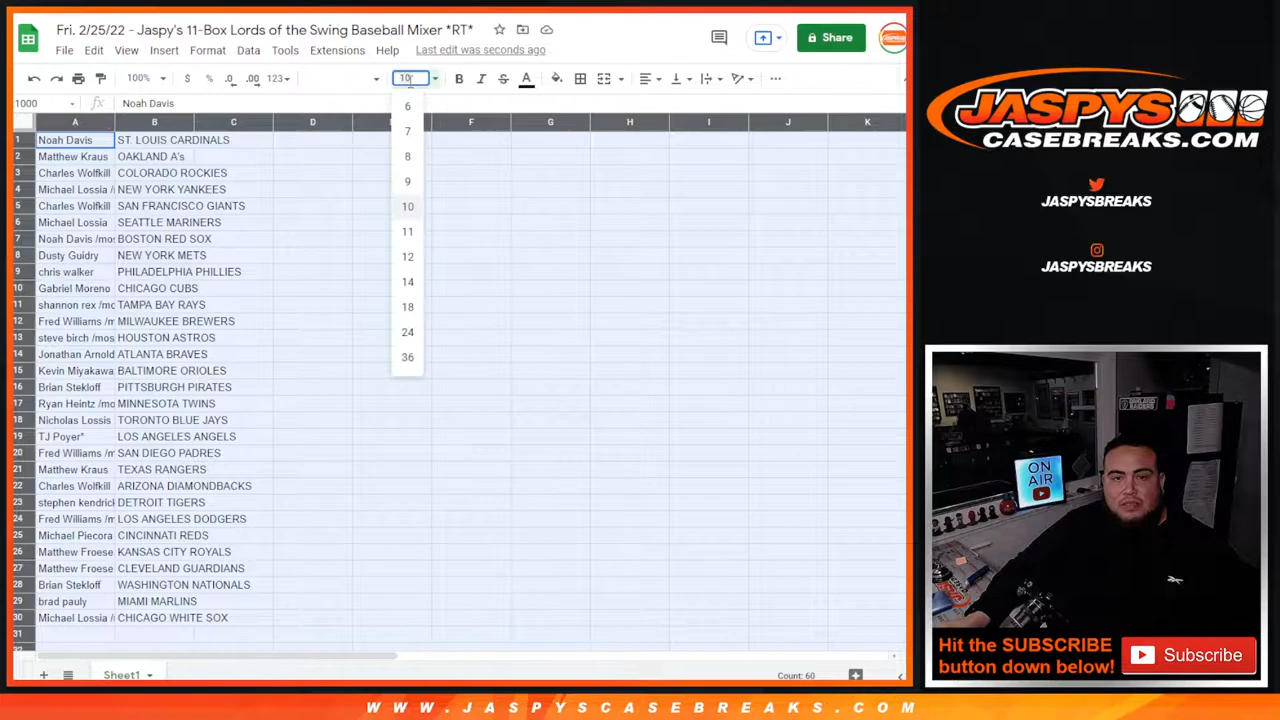 Fri. 2/25/22 - Jaspy's 11-Box Lords of the Swing Baseball Mixer *RT*
File Edit View Insert Format Data Tools Extensions Help Last edit was seconds ago
Share
100% $ % .0 .00 123 10
1000 fx Noah Davis
A B C D F G H I J K
1 Noah Davis ST. LOUIS CARDINALS
2 Matthew Kraus OAKLAND A's
3 Charles Wolfkill COLORADO ROCKIES
4 Michael Lossia / NEW YORK YANKEES
5 Charles Wolfkill SAN FRANCISCO GIANTS
6 Michael Lossia SEATTLE MARINERS
7 Noah Davis /mo BOSTON RED SOX
8 Dusty Guidry NEW YORK METS
9 chris walker PHILADELPHIA PHILLIES
10 Gabriel Moreno CHICAGO CUBS
11 shannon rex /mo TAMPA BAY RAYS
12 Fred Williams /m MILWAUKEE BREWERS
13 steve birch /mos HOUSTON ASTROS
14 Jonathan Arnold ATLANTA BRAVES
15 Kevin Miyakawa BALTIMORE ORIOLES
16 Brian Stekloff PITTSBURGH PIRATES
17 Ryan Heintz /mo MINNESOTA TWINS
18 Nicholas Lossis TORONTO BLUE JAYS
19 TJ Poyer* LOS ANGELES ANGELS
20 Fred Williams /m SAN DIEGO PADRES
21 Matthew Kraus TEXAS RANGERS
22 Charles Wolfkill ARIZONA DIAMONDBACKS
23 stephen kendrick DETROIT TIGERS
24 Fred Williams /m LOS ANGELES DODGERS
25 Michael Piecora CINCINNATI REDS
26 Matthew Froese KANSAS CITY ROYALS
27 Matthew Froese CLEVELAND GUARDIANS
28 Brian Stekloff WASHINGTON NATIONALS
29 brad pauly MIAMI MARLINS
30 Michael Lossia / CHICAGO WHITE SOX
31
6
7
8
9
10
11
12
14
18
24
36
Sheet1
Count: 60
JASPYS
CASEBREAKS.COM
JASPYSBREAKS
JASPYSBREAKS
OAKLAND RAIDERS
ON
AIR
Hit the SUBSCRIBE
button down below!
Subscribe
WWW.JASPYSCASEBREAKS.COM